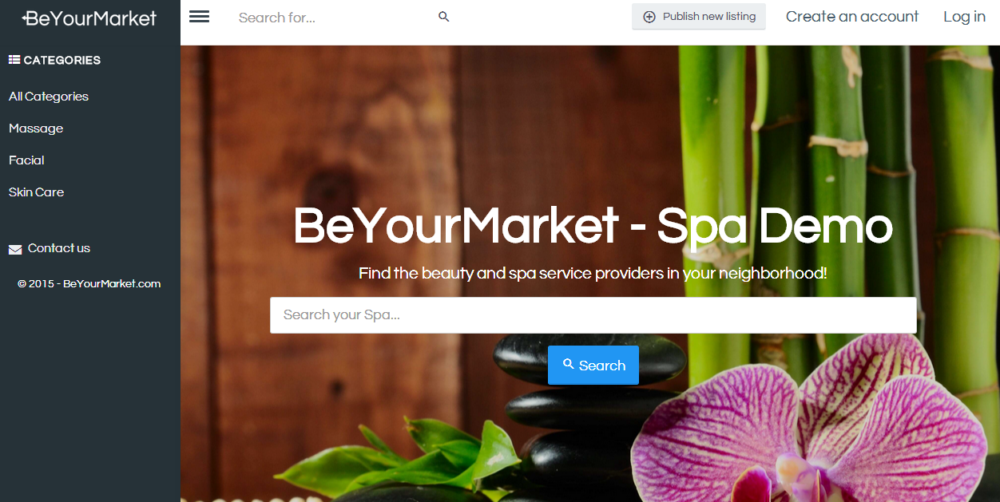 BeYourMarket
Search for...
Publish new listing
Create an account
Log in
CATEGORIES
All Categories
Massage
Facial
Skin Care
Contact us
© 2015 - BeYourMarket.com
BeYourMarket - Spa Demo
Find the beauty and spa service providers in your neighborhood!
Search your Spa...
Search